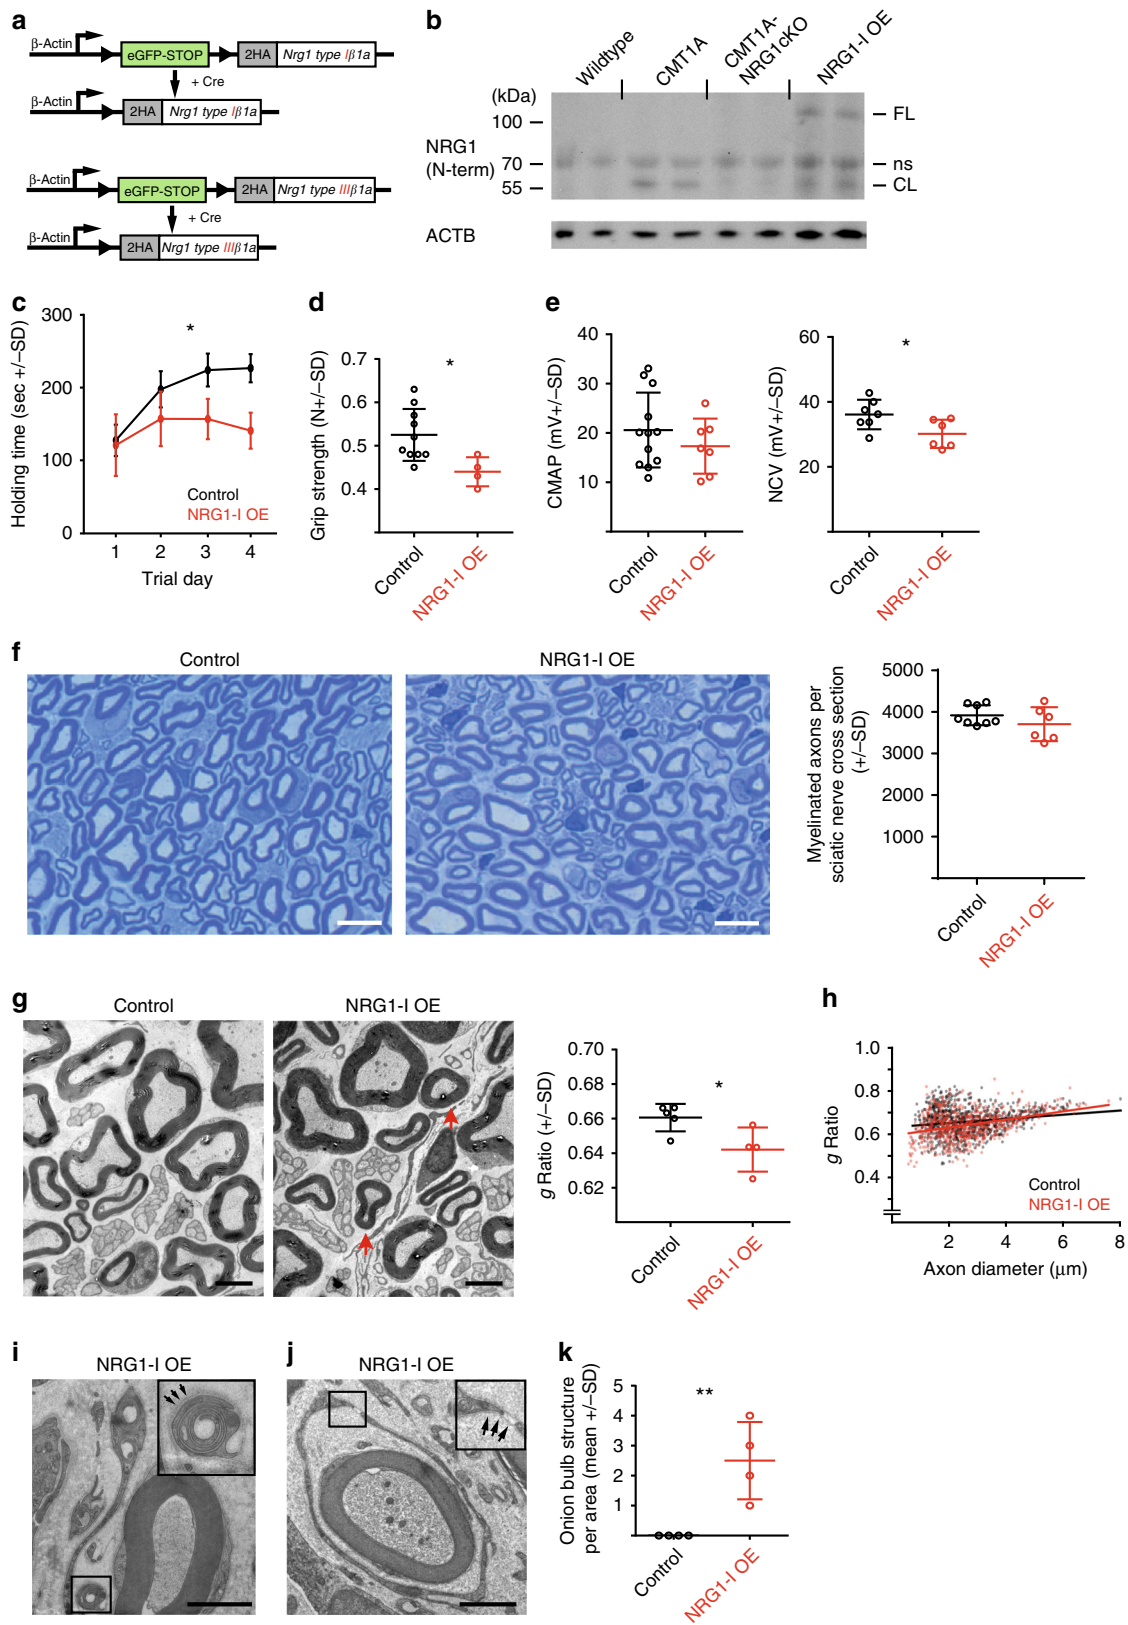 a
β-Actin
eGFP-STOP
2HA
Nrg1 type Iβ1a
+ Cre
β-Actin
2HA
Nrg1 type Iβ1a
β-Actin
eGFP-STOP
2HA
Nrg1 type IIIβ1a
+ Cre
β-Actin
2HA
Nrg1 type IIIβ1a
b
Wildtype
CMT1A
CMT1A-
NRG1cKO
NRG1-I OE
(kDa)
100
70
55
NRG1
(N-term)
FL
ns
CL
ACTB
c
Holding time (sec +/−SD)
300
200
100
0
*
Control
NRG1-I OE
1 2 3 4
Trial day
d
Grip strength (N+/−SD)
0.7
0.6
0.5
0.4
*
Control
NRG1-I OE
e
CMAP (mV+/−SD)
40
30
20
10
Control
NRG1-I OE
NCV (mV+/−SD)
60
40
20
*
Control
NRG1-I OE
f
Control
NRG1-I OE
Myelinated axons per
sciatic nerve cross section
(+/−SD)
5000
4000
3000
2000
1000
Control
NRG1-I OE
g
Control
NRG1-I OE
g Ratio (+/−SD)
0.70
0.68
0.66
0.64
0.62
*
Control
NRG1-I OE
h
g Ratio
1.0
0.8
0.6
0.4
Control
NRG1-I OE
2 4 6 8
Axon diameter (μm)
i
NRG1-I OE
j
NRG1-I OE
k
Onion bulb structure
per area (mean +/−SD)
5
4
3
2
1
**
Control
NRG1-I OE